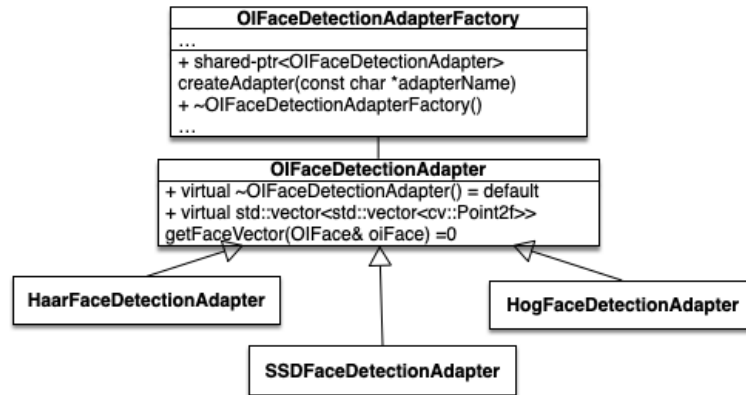 OIFaceDetectionAdapterFactory
...
+ shared-ptr<OIFaceDetectionAdapter>
createAdapter(const char *adapterName)
+ ~OIFaceDetectionAdapterFactory()
...
OIFaceDetectionAdapter
+ virtual ~OIFaceDetectionAdapter() = default
+ virtual std::vector<std::vector<cv::Point2f>>
getFaceVector(OIFace& oiFace) =0
HaarFaceDetectionAdapter
HogFaceDetectionAdapter
SSDFaceDetectionAdapter